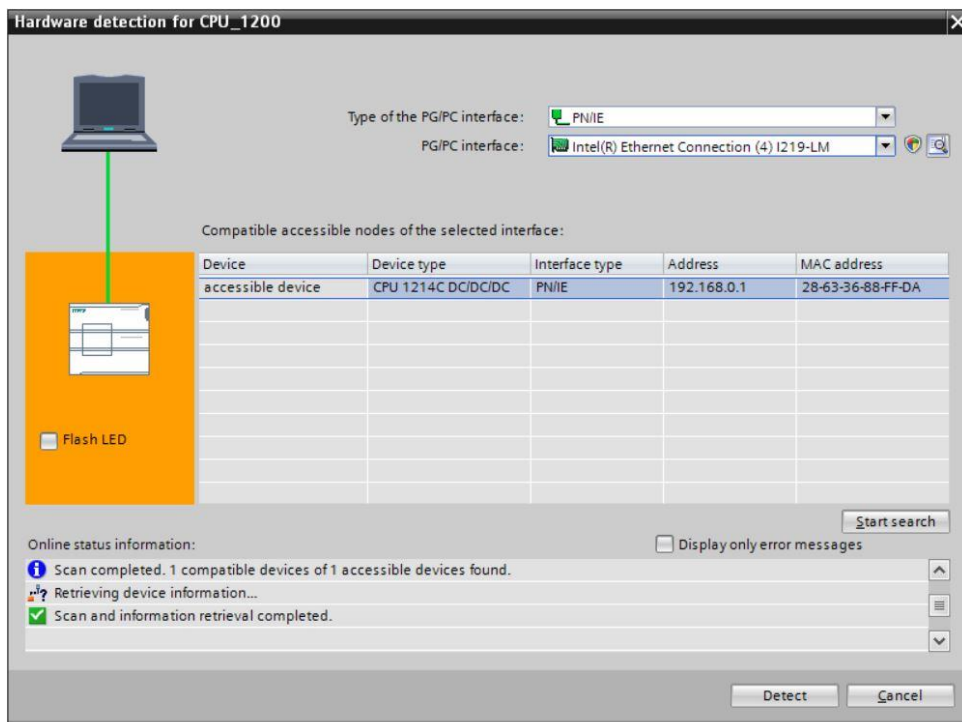 Hardware detection for CPU_1200
Type of the PG/PC interface: PN/IE
PG/PC interface: Intel(R) Ethernet Connection (4) I219-LM
Compatible accessible nodes of the selected interface:
Device Device type Interface type Address MAC address
accessible device CPU 1214C DC/DC/DC PN/IE 192.168.0.1 28-63-36-88-FF-DA
Flash LED
Start search
Online status information: Display only error messages
Scan completed. 1 compatible devices of 1 accessible devices found.
Retrieving device information...
Scan and information retrieval completed.
Detect Cancel